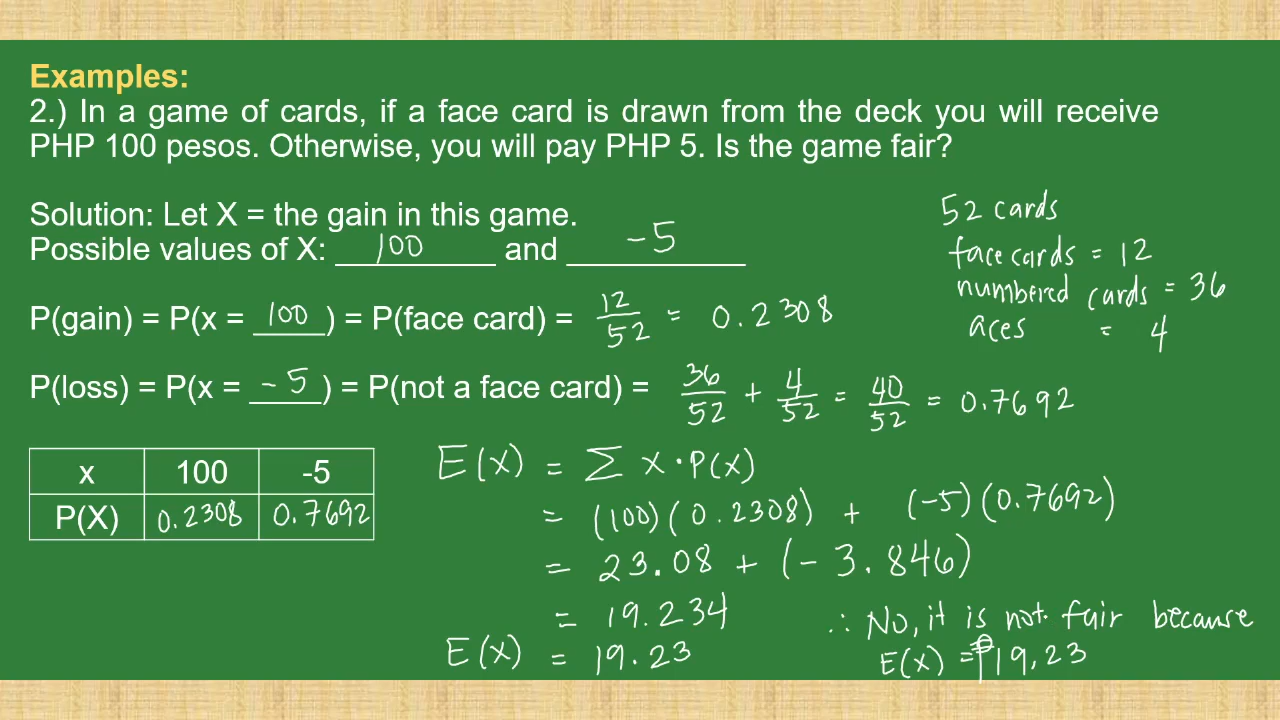 Examples:
2.) In a game of cards, if a face card is drawn from the deck you will receive
PHP 100 pesos. Otherwise, you will pay PHP 5. Is the game fair?
Solution: Let X = the gain in this game.
Possible values of X: 100 and -5
52 cards
face cards = 12
numbered cards = 36
aces = 4
P(gain) = P(x = 100) = P(face card) = 12/52 = 0.2308
P(loss) = P(x = -5) = P(not a face card) = 36/52 + 4/52 = 40/52 = 0.7692
x 100 -5
P(X) 0.2308 0.7692
E(X) = Σ X·P(X)
= (100)(0.2308) + (-5)(0.7692)
= 23.08 + (-3.846)
= 19.234
E(X) = 19.23
∴ No, it is not fair because
E(X) = ₱19.23